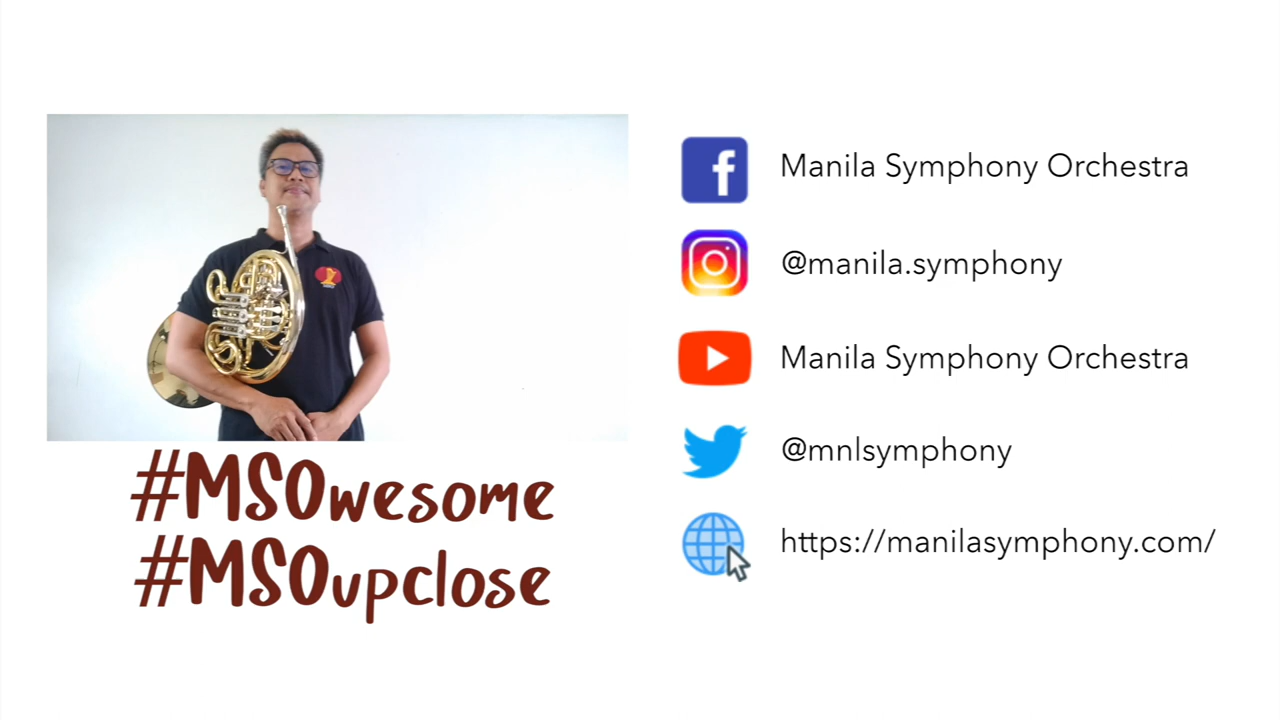 Manila Symphony Orchestra
@manila.symphony
Manila Symphony Orchestra
@mnlsymphony
https://manilasymphony.com/
#MSOwesome
#MSOupclose